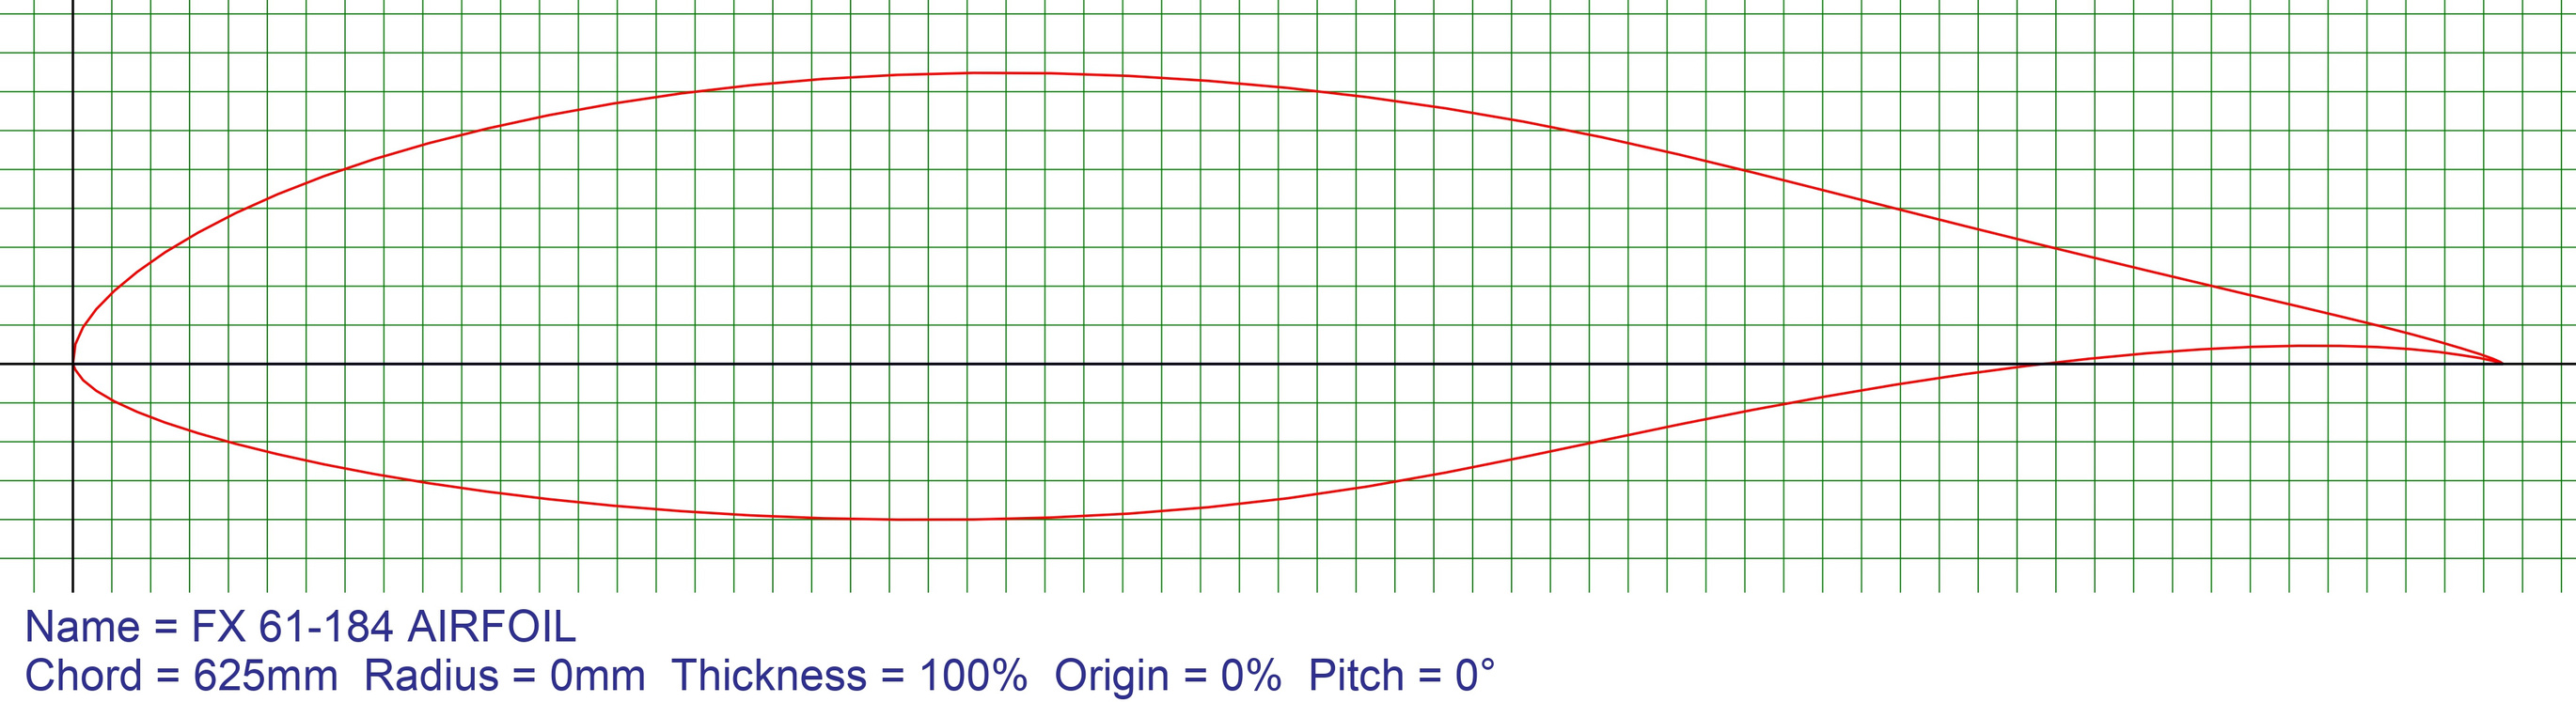 Name = FX 61-184 AIRFOIL
Chord = 625mm  Radius = 0mm  Thickness = 100%  Origin = 0%  Pitch = 0°